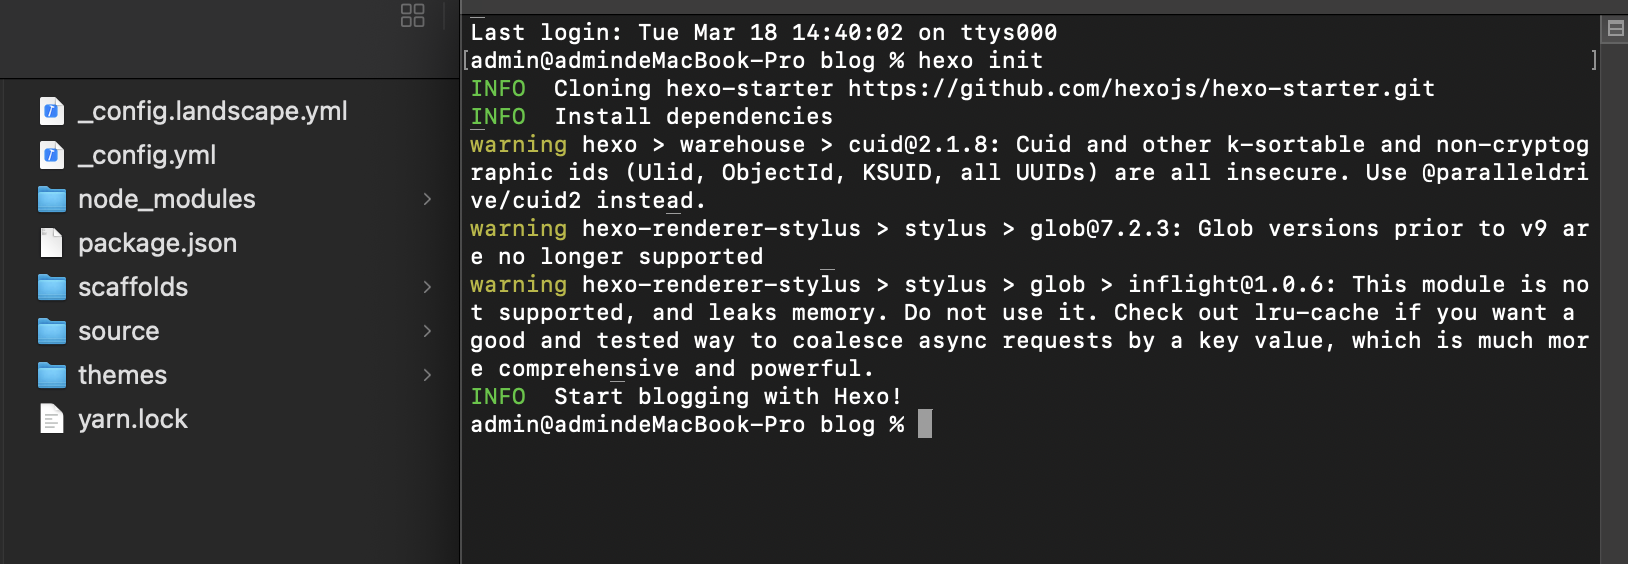 _config.landscape.yml
_config.yml
node_modules
package.json
scaffolds
source
themes
yarn.lock
Last login: Tue Mar 18 14:40:02 on ttys000
[admin@admindeMacBook-Pro blog % hexo init ]
INFO  Cloning hexo-starter https://github.com/hexojs/hexo-starter.git
INFO  Install dependencies
warning hexo > warehouse > cuid@2.1.8: Cuid and other k-sortable and non-cryptog
raphic ids (Ulid, ObjectId, KSUID, all UUIDs) are all insecure. Use @paralleldri
ve/cuid2 instead.
warning hexo-renderer-stylus > stylus > glob@7.2.3: Glob versions prior to v9 ar
e no longer supported
warning hexo-renderer-stylus > stylus > glob > inflight@1.0.6: This module is no
t supported, and leaks memory. Do not use it. Check out lru-cache if you want a
good and tested way to coalesce async requests by a key value, which is much mor
e comprehensive and powerful.
INFO  Start blogging with Hexo!
admin@admindeMacBook-Pro blog %